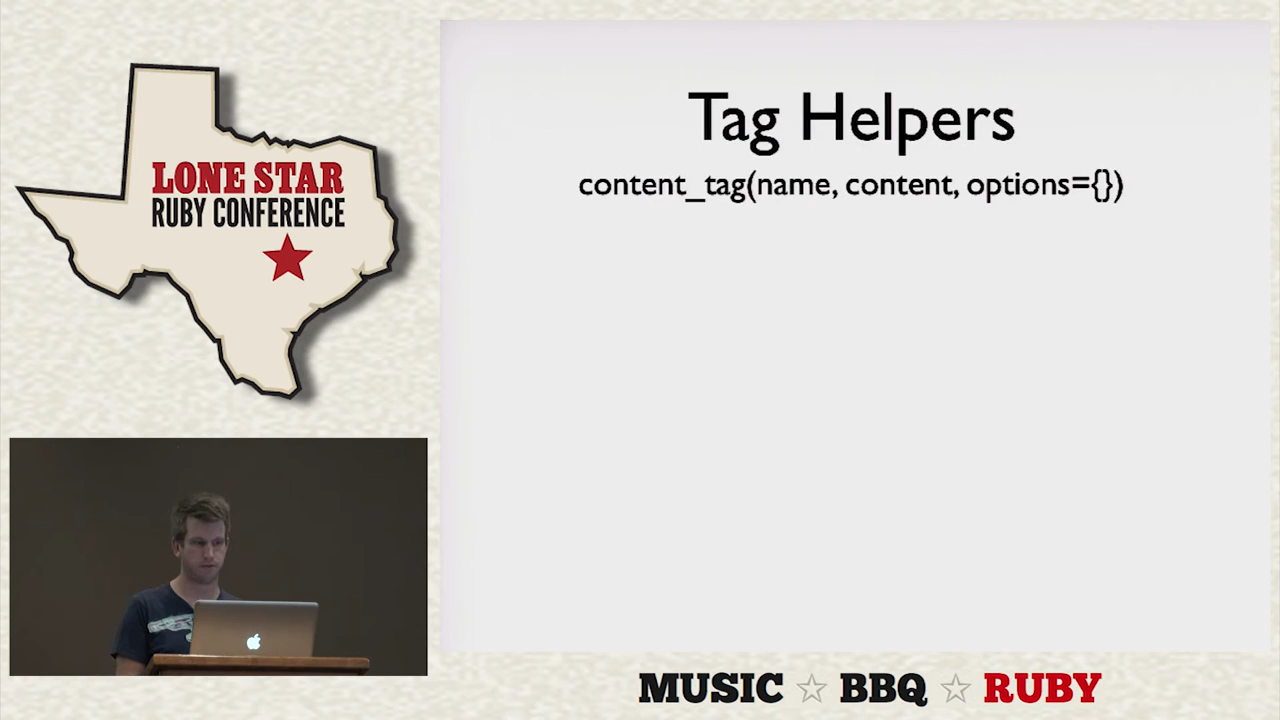 LONE STAR
RUBY CONFERENCE
Tag Helpers
content_tag(name, content, options={})
MUSIC ☆ BBQ ☆ RUBY